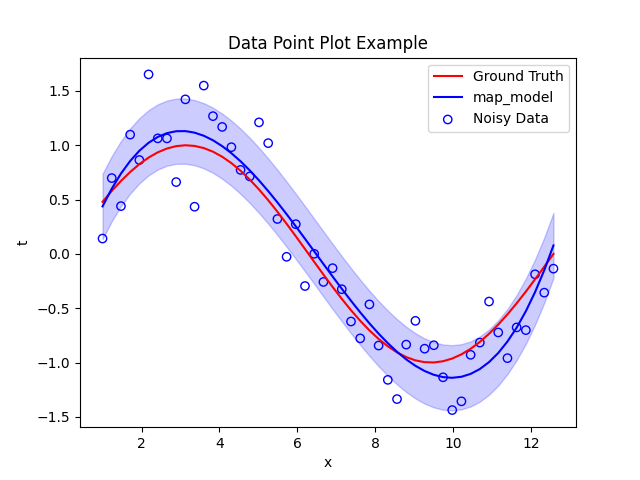 Data Point Plot Example
Ground Truth
map_model
Noisy Data
t
1.5
1.0
0.5
0.0
−0.5
−1.0
−1.5
2 4 6 8 10 12
x